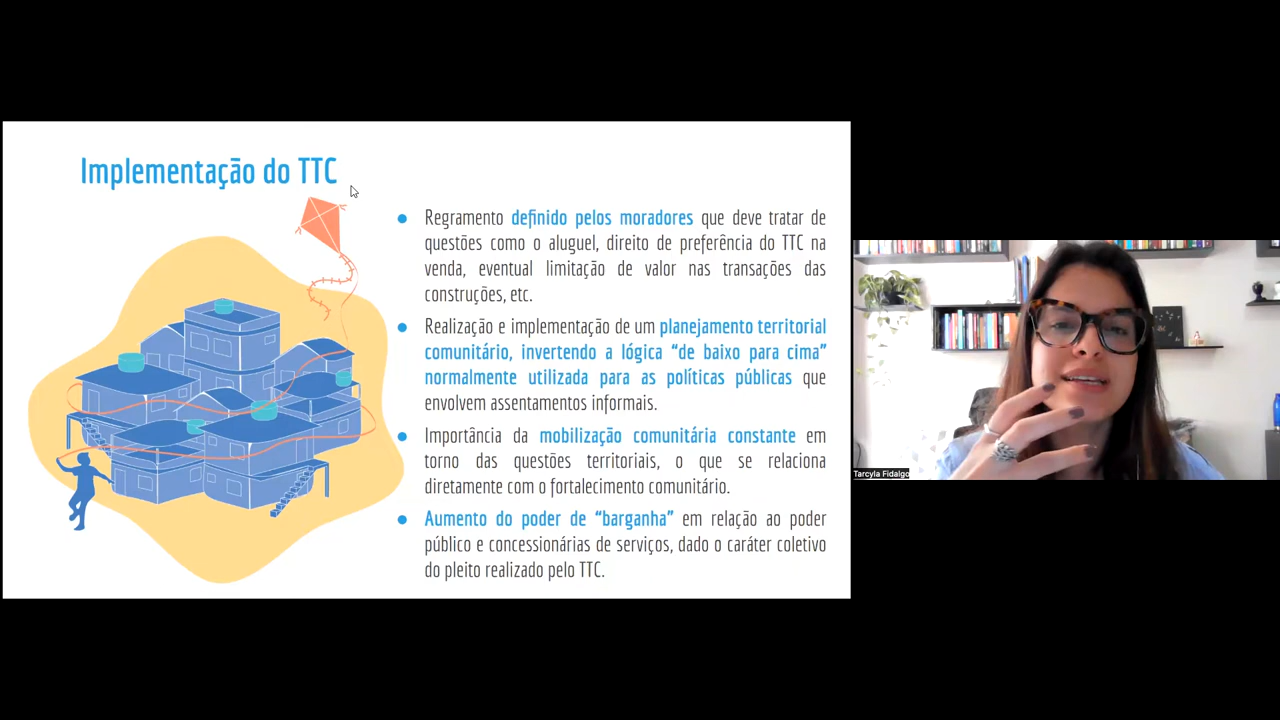 Implementação do TTC
Regramento definido pelos moradores que deve tratar de
questões como o aluguel, direito de preferência do TTC na
venda, eventual limitação de valor nas transações das
construções, etc.
Realização e implementação de um planejamento territorial
comunitário, invertendo a lógica “de baixo para cima”
normalmente utilizada para as políticas públicas que
envolvem assentamentos informais.
Importância da mobilização comunitária constante em
torno das questões territoriais, o que se relaciona
diretamente com o fortalecimento comunitário.
Aumento do poder de “barganha” em relação ao poder
público e concessionárias de serviços, dado o caráter coletivo
do pleito realizado pelo TTC.
Tarcyla Fidalgo